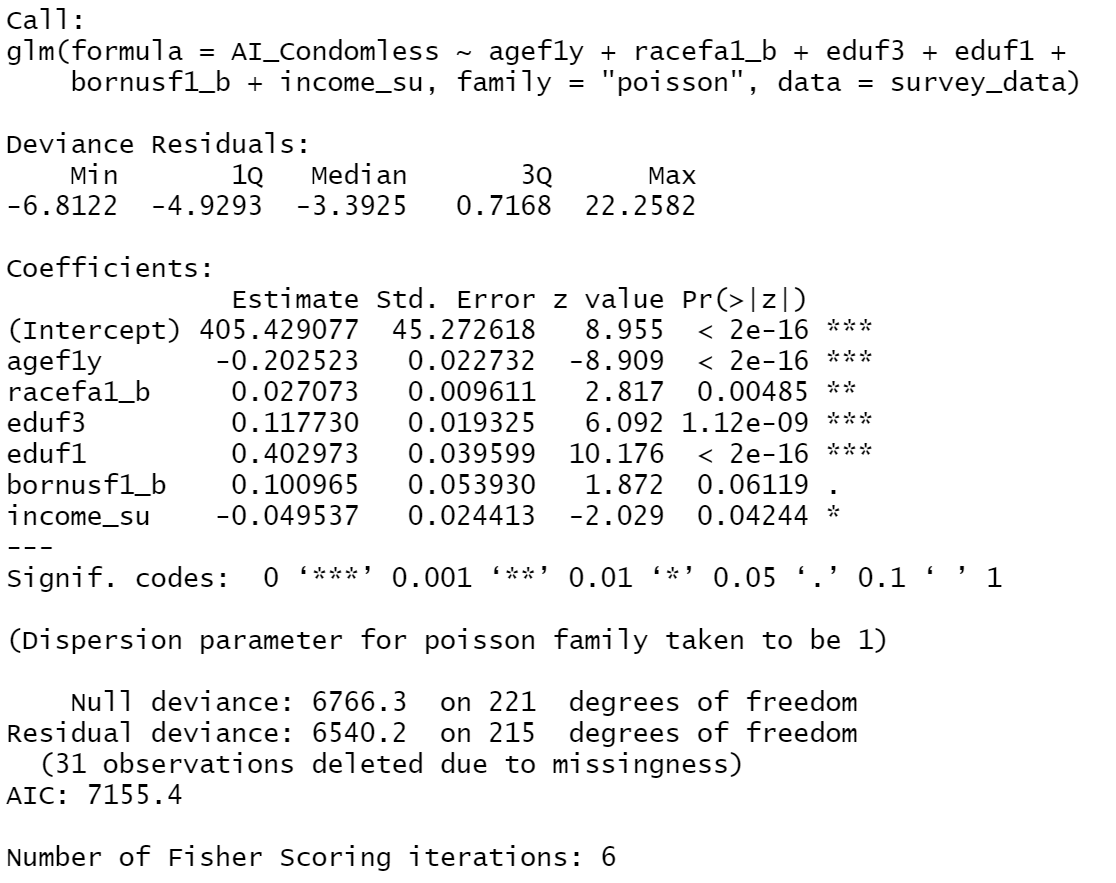 Call:
glm(formula = AI_Condomless ~ agef1y + racefa1_b + eduf3 + eduf1 +
    bornusf1_b + income_su, family = "poisson", data = survey_data)

Deviance Residuals:
    Min       1Q   Median       3Q      Max
-6.8122  -4.9293  -3.3925   0.7168  22.2582

Coefficients:
              Estimate Std. Error z value Pr(>|z|)
(Intercept) 405.429077  45.272618   8.955  < 2e-16 ***
agef1y       -0.202523   0.022732  -8.909  < 2e-16 ***
racefa1_b     0.027073   0.009611   2.817  0.00485 **
eduf3         0.117730   0.019325   6.092 1.12e-09 ***
eduf1         0.402973   0.039599  10.176  < 2e-16 ***
bornusf1_b    0.100965   0.053930   1.872  0.06119 .
income_su    -0.049537   0.024413  -2.029  0.04244 *
---
Signif. codes:  0 ‘***’ 0.001 ‘**’ 0.01 ‘*’ 0.05 ‘.’ 0.1 ‘ ’ 1

(Dispersion parameter for poisson family taken to be 1)

    Null deviance: 6766.3  on 221  degrees of freedom
Residual deviance: 6540.2  on 215  degrees of freedom
  (31 observations deleted due to missingness)
AIC: 7155.4

Number of Fisher Scoring iterations: 6